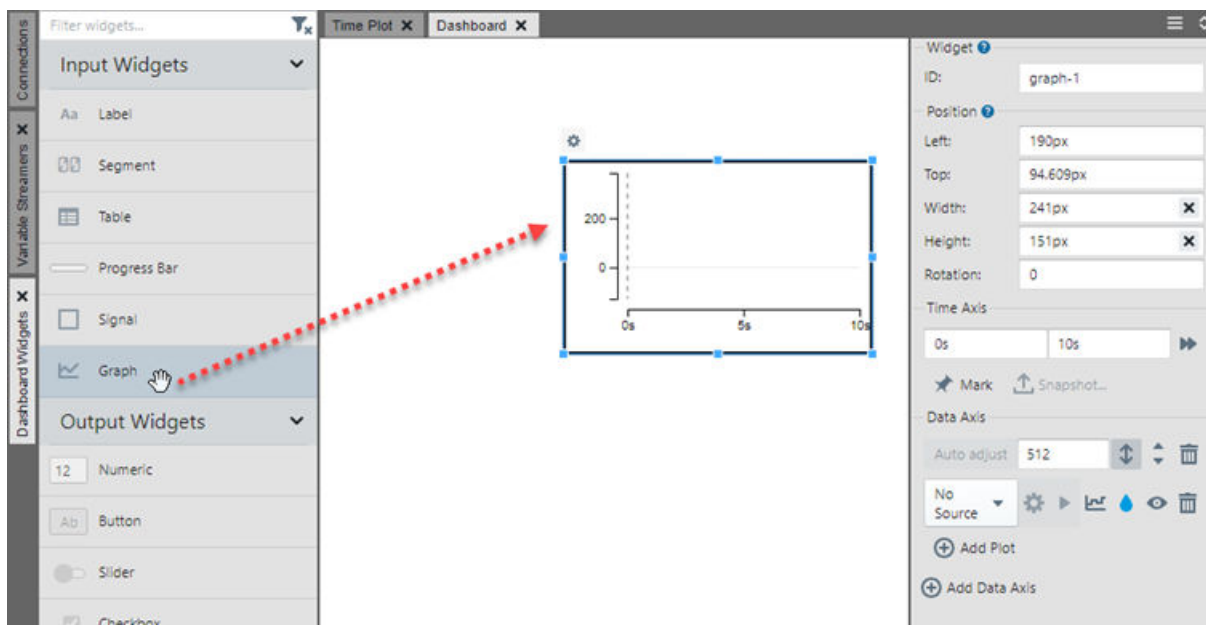 Connections
Variable Streamers
Dashboard Widgets
Filter widgets...
Input Widgets
Aa Label
Segment
Table
Progress Bar
Signal
Graph
Output Widgets
12 Numeric
Ab Button
Slider
Checkbox
Time Plot
Dashboard
200
0
0s 5s 10s
Widget
ID: graph-1
Position
Left: 190px
Top: 94.609px
Width: 241px
Height: 151px
Rotation: 0
Time Axis
0s 10s
Mark Snapshot...
Data Axis
Auto adjust 512
No
Source
Add Plot
Add Data Axis